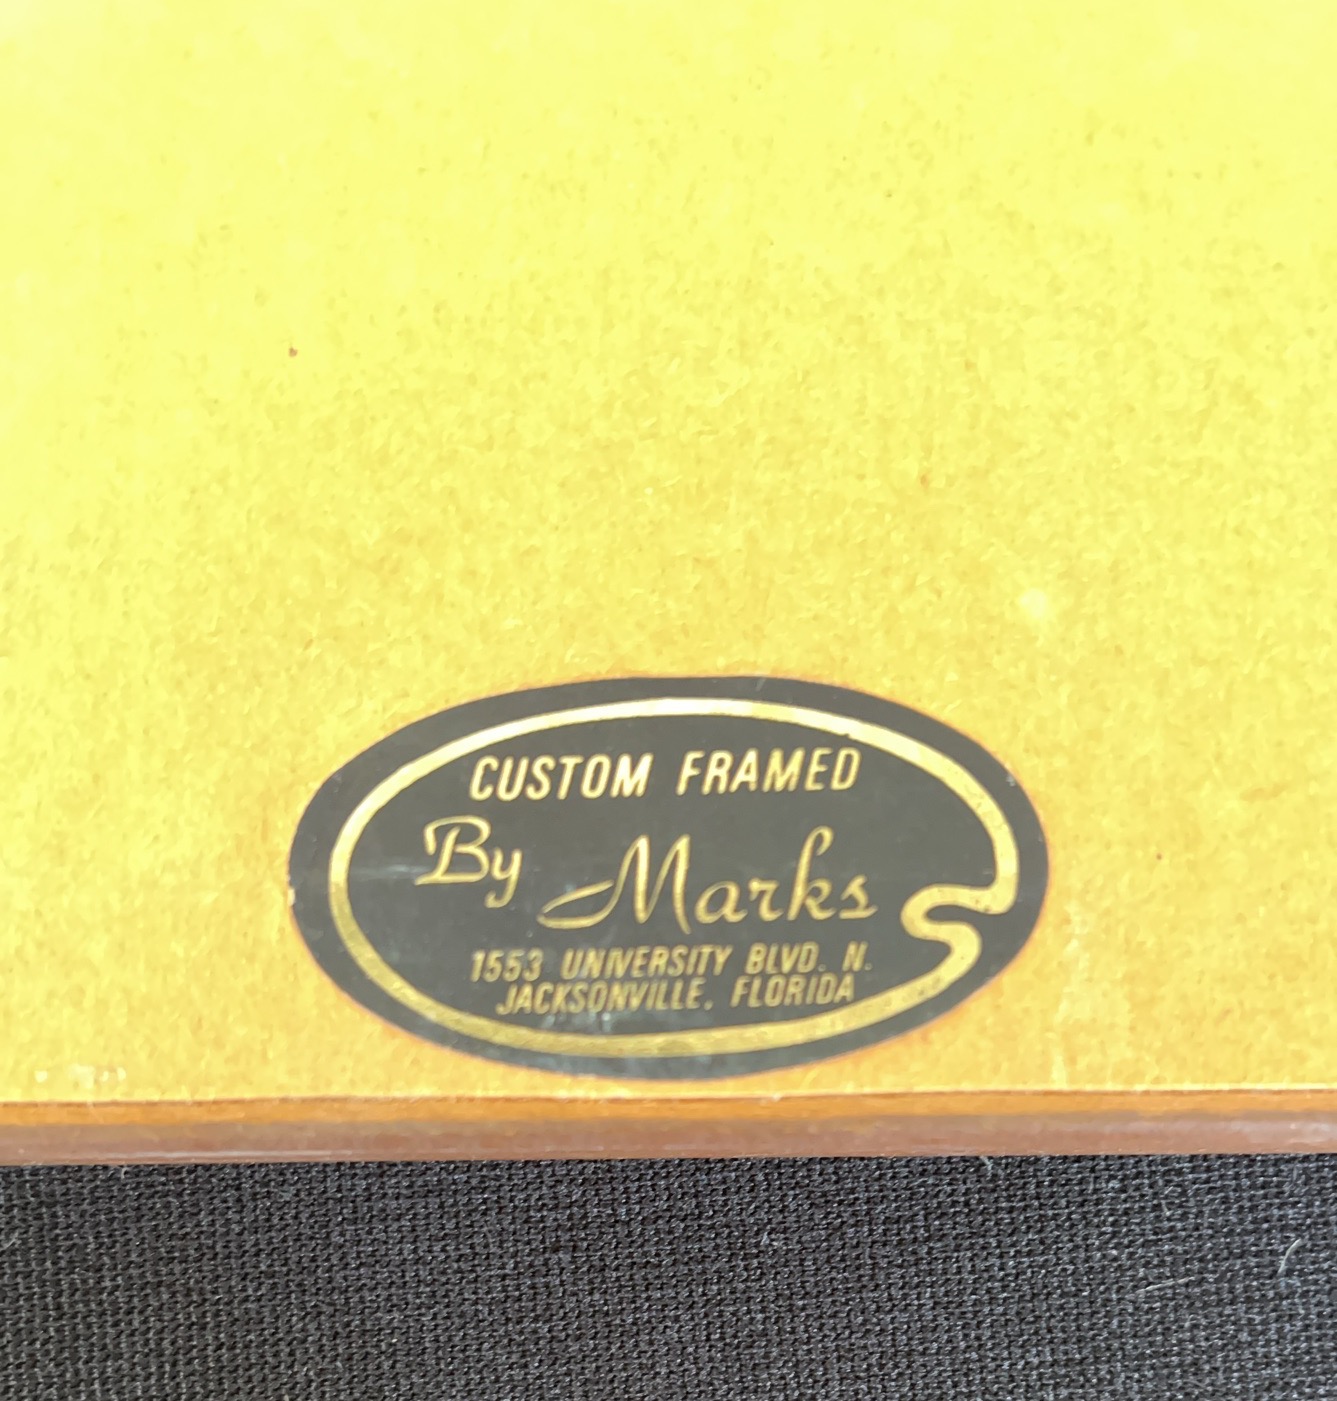 CUSTOM FRAMED
By Marks
1553 UNIVERSITY BLVD. N.
JACKSONVILLE, FLORIDA